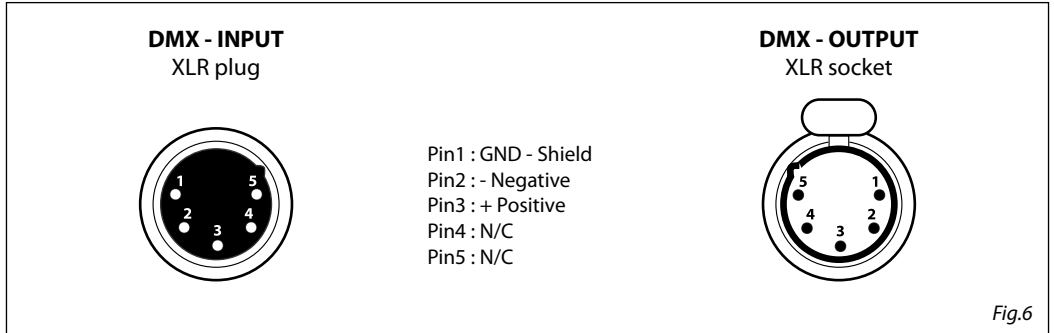 DMX - INPUT
XLR plug
1
5
2
4
3
Pin1 : GND - Shield
Pin2 : - Negative
Pin3 : + Positive
Pin4 : N/C
Pin5 : N/C
DMX - OUTPUT
XLR socket
5
1
4
2
3
Fig.6